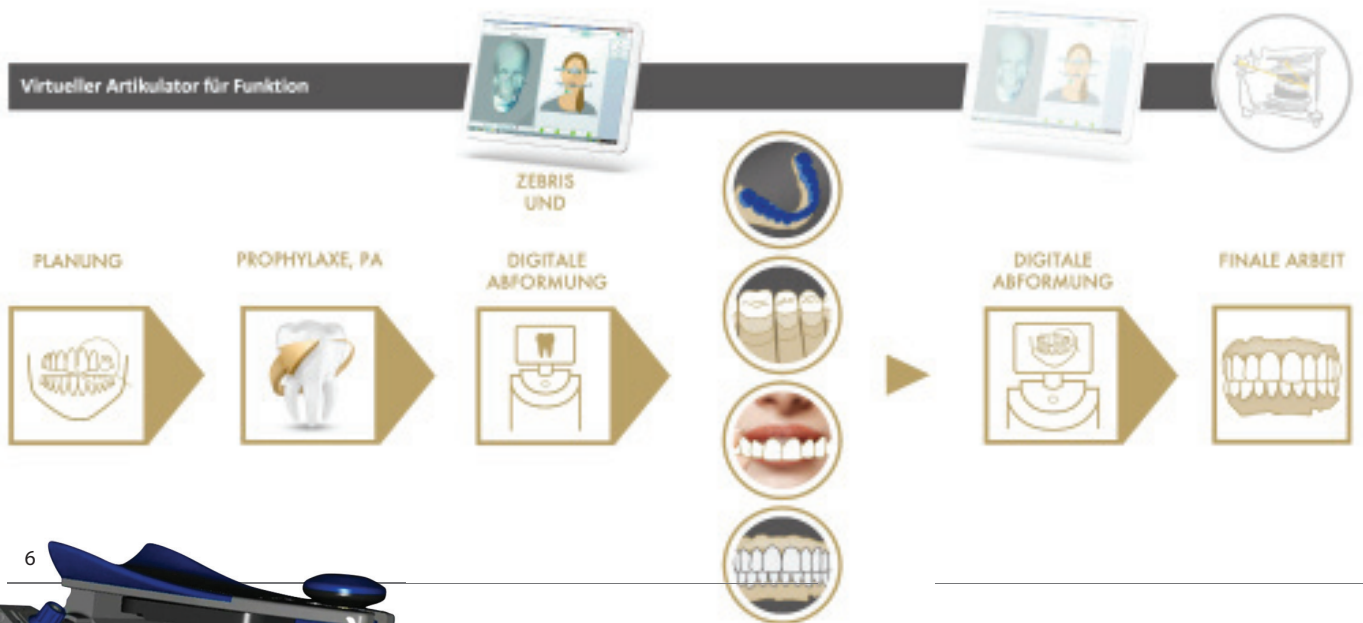 Virtueller Artikulator für Funktion
ZEBRIS
UND
PLANUNG
PROPHYLAXE, PA
DIGITALE
ABFORMUNG
DIGITALE
ABFORMUNG
FINALE ARBEIT
6